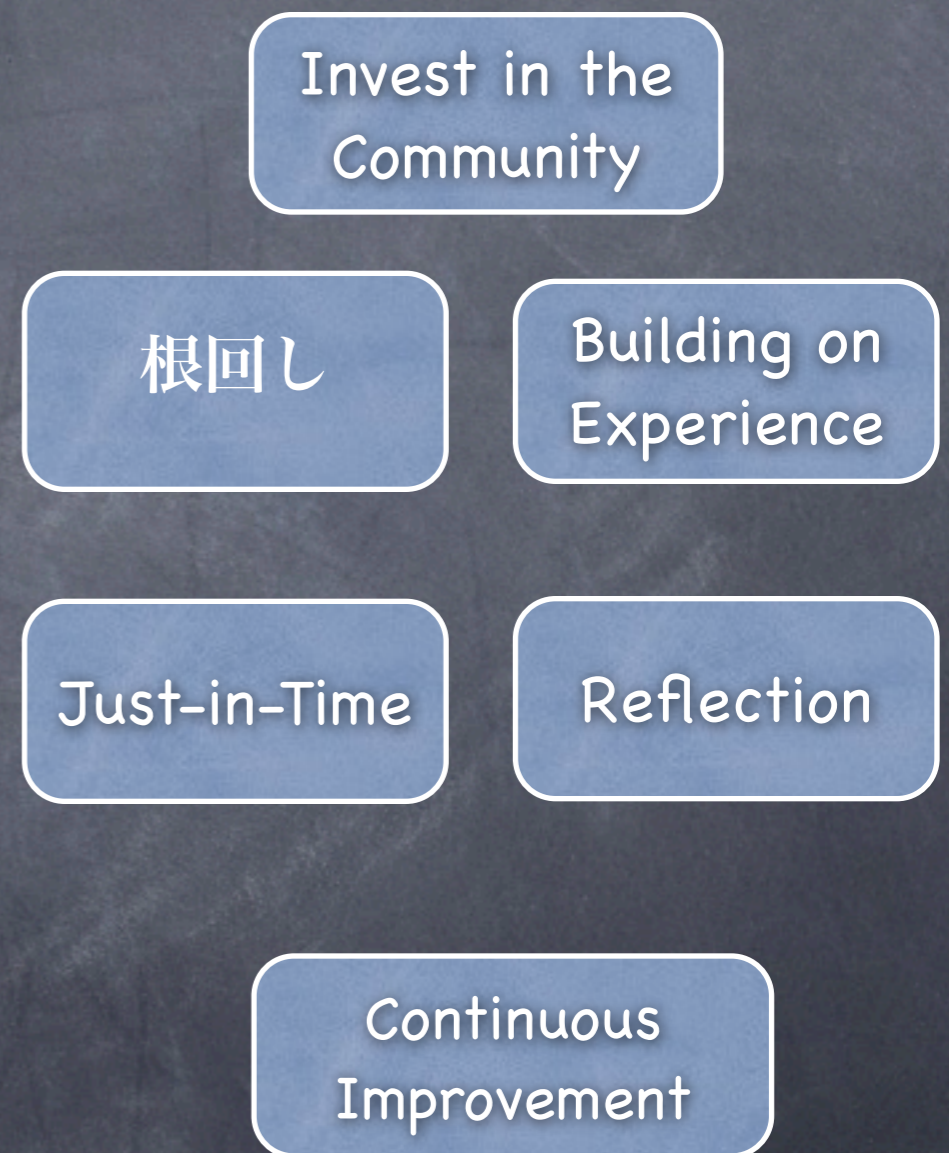 Invest in the
Community
根回し
Building on
Experience
Just-in-Time
Reflection
Continuous
Improvement